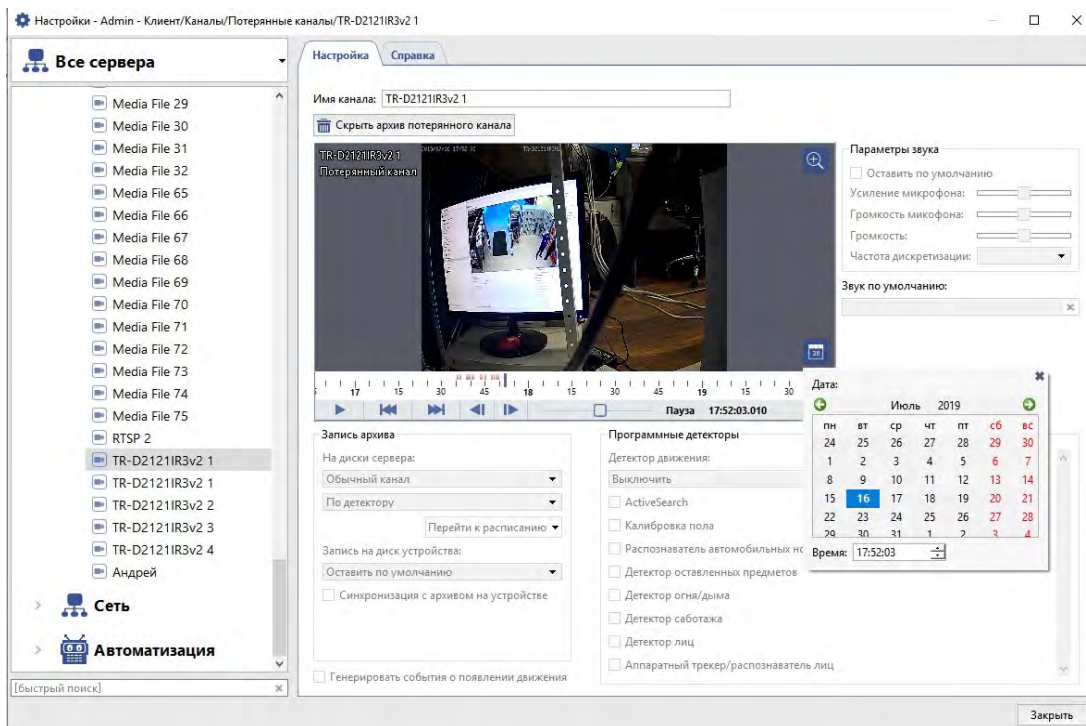 Настройки - Admin - Клиент/Каналы/Потерянные каналы/TR-D2121IR3v2 1
Все сервера
Media File 29
Media File 30
Media File 31
Media File 32
Media File 65
Media File 66
Media File 67
Media File 68
Media File 69
Media File 70
Media File 71
Media File 72
Media File 73
Media File 74
Media File 75
RTSP 2
TR-D2121IR3v2 1
TR-D2121IR3v2 1
TR-D2121IR3v2 2
TR-D2121IR3v2 3
TR-D2121IR3v2 4
Андрей
Сеть
Автоматизация
[быстрый поиск]
Настройка Справка
Имя канала: TR-D2121IR3v2 1
Скрыть архив потерянного канала
TR-D2121IR3v2 1
Потерянный канал
17 15 30 45 18 15 30 45 19 15 30
Пауза 17:52:03.010
Параметры звука
Оставить по умолчанию
Усиление микрофона:
Громкость микофона:
Громкость:
Частота дискретизации:
Звук по умолчанию:
Дата:
Июль 2019
пн вт ср чт пт сб вс
24 25 26 27 28 29 30
1 2 3 4 5 6 7
8 9 10 11 12 13 14
15 16 17 18 19 20 21
22 23 24 25 26 27 28
29 30 31 1 2 3 4
Время: 17:52:03
Запись архива
На диски сервера:
Обычный канал
По детектору
Перейти к расписанию
Запись на диск устройства:
Оставить по умолчанию
Синхронизация с архивом на устройстве
Генерировать события о появлении движения
Программные детекторы
Детектор движения:
Выключить
ActiveSearch
Калибровка пола
Распознаватель автомобильных но
Детектор оставленных предметов
Детектор огня/дыма
Детектор саботажа
Детектор лиц
Аппаратный трекер/распознаватель лиц
Закрыть